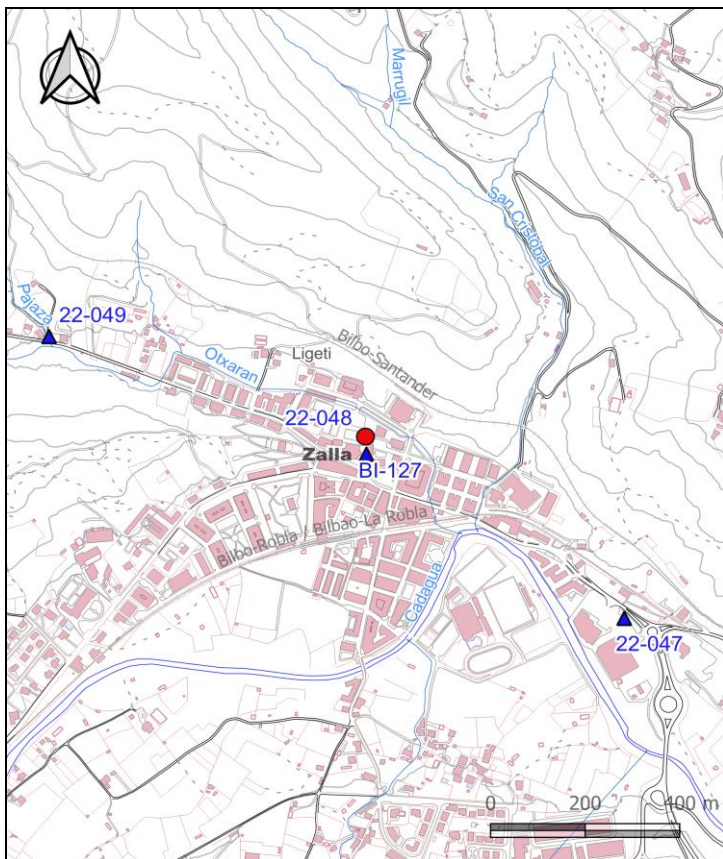 Marrugil
San Cristobal
Pajaza
22-049
Otxaran
Ligeti
Bilbo-Santander
22-048
Zalla
BI-127
Bilbo-Robla / Bilbao-La Robla
Cadagua
22-047
0 200 400 m